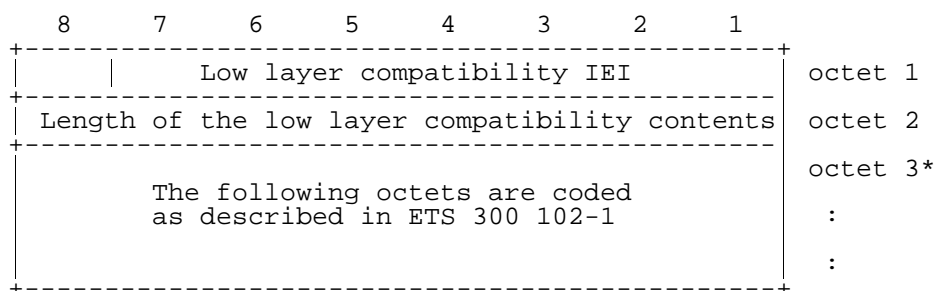 8 7 6 5 4 3 2 1
Low layer compatibility IEI octet 1
Length of the low layer compatibility contents octet 2
octet 3*
The following octets are coded
as described in ETS 300 102-1
:
: